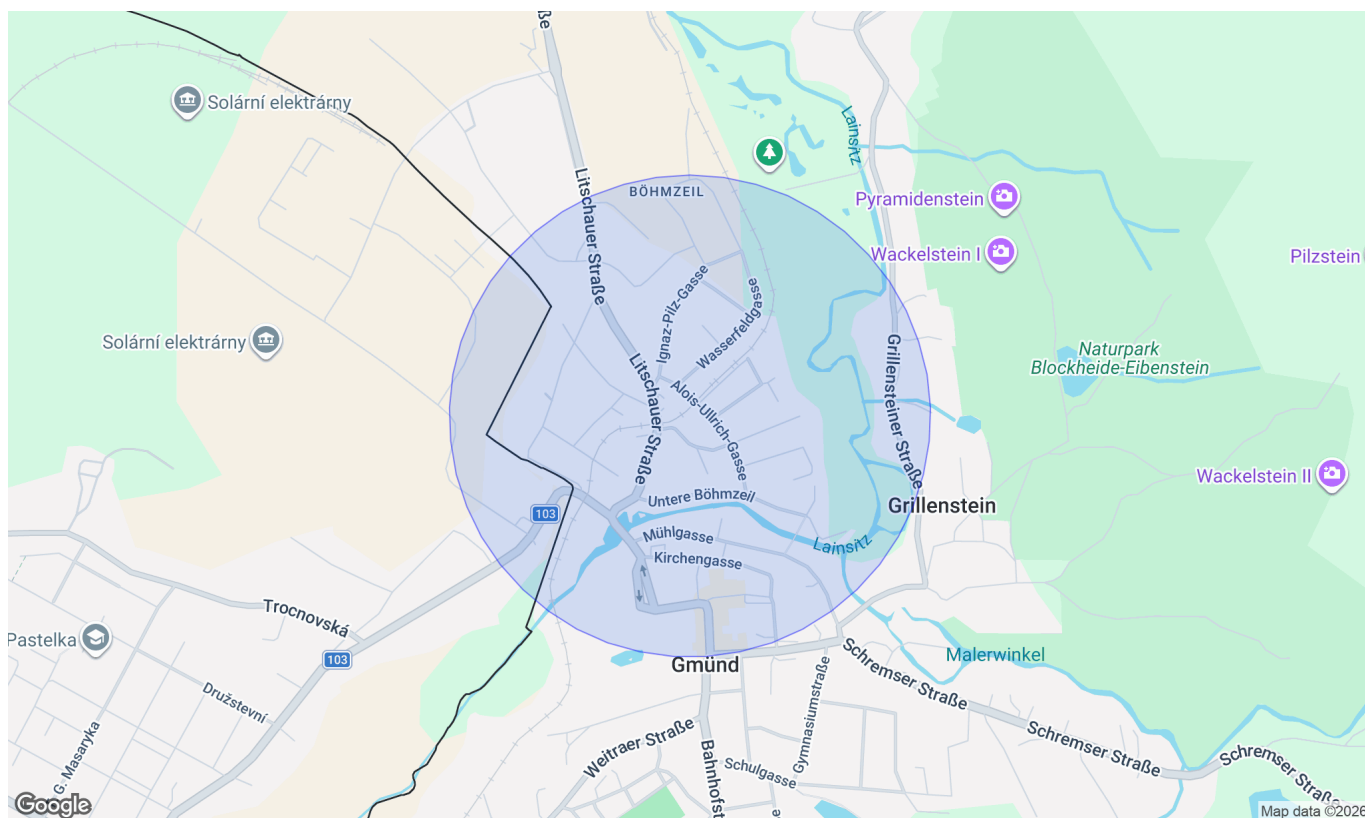 ße
Solární elektrárny
Lainsitz
Litschauer Straße
BÖHMZEIL
Pyramidenstein
Wackelstein I
Pilzstein
Ignaz-Pilz-Gasse
Wasserfeldgasse
Solární elektrárny
Grillensteiner Straße
Naturpark
Blockheide-Eibenstein
Litschauer Straße
Alois-Ullrich-Gasse
Wackelstein II
Untere Böhmzeil
Grillenstein
103
Mühlgasse
Lainsitz
Kirchengasse
Trocnovská
Pastelka
103
Gmünd
Malerwinkel
Schremser Straße
Družstevní
Gymnasiumstraße
Weitraer Straße
Schremser Straße
G. Masaryka
Bahnhofst
Schulgasse
Schremser Straße
Google
Map data ©2026